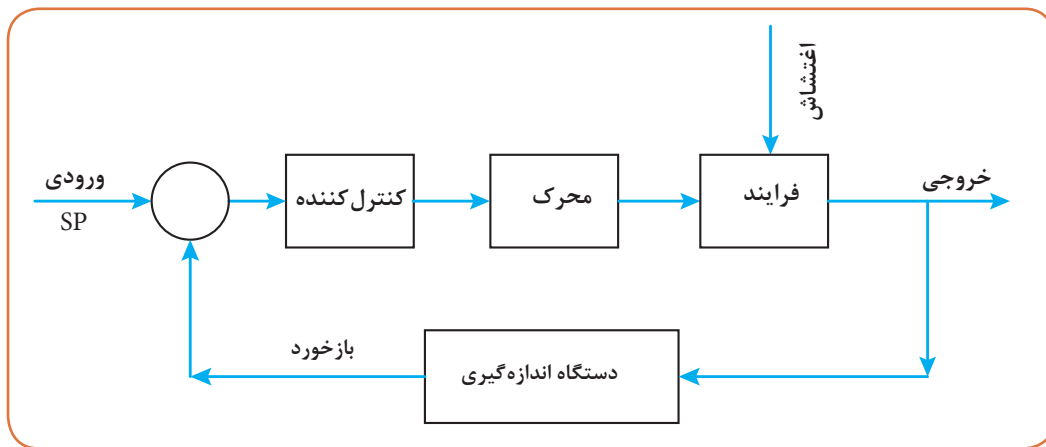 اغتشاش
ورودی
SP
کنترل‌کننده
محرک
فرایند
خروجی
بازخورد
دستگاه اندازه‌گیری